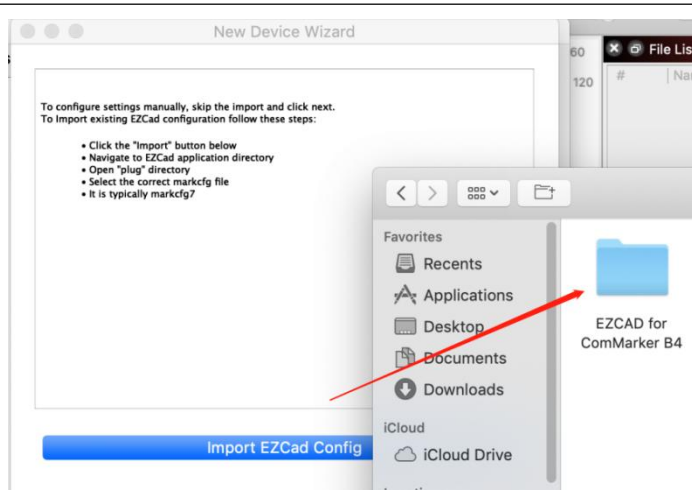 New Device Wizard
To configure settings manually, skip the import and click next.
To Import existing EZCad configuration follow these steps:
• Click the "Import" button below
• Navigate to EZCad application directory
• Open "plug" directory
• Select the correct markcfg file
• It is typically markcfg7
Import EZCad Config
60
120
File Lis
#
Nar
Favorites
Recents
Applications
Desktop
Documents
Downloads
iCloud
iCloud Drive
EZCAD for
ComMarker B4